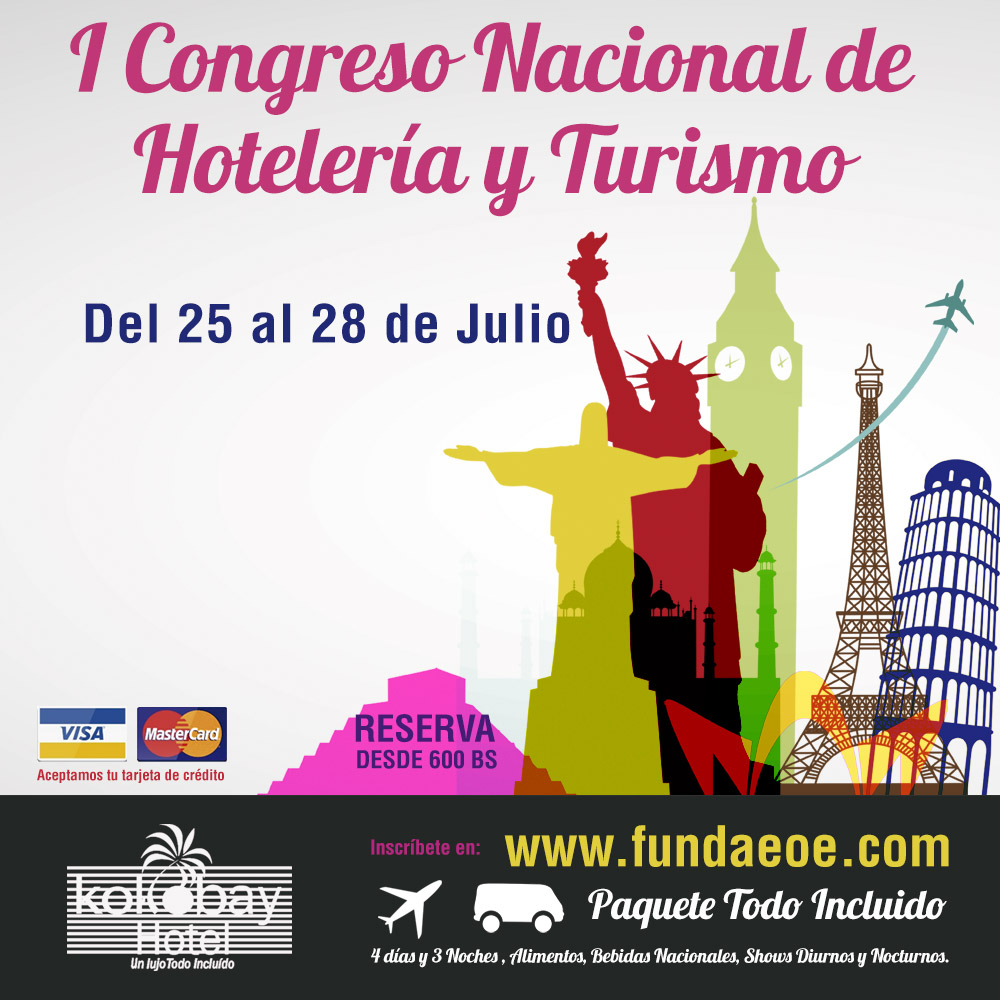 I Congreso Nacional de
Hotelería y Turismo
Del 25 al 28 de Julio
RESERVA
DESDE 600 BS
VISA
MasterCard
Aceptamos tu tarjeta de crédito
kolobay
Hotel
Un lujo Todo Incluído
Inscríbete en:
www.fundaeoe.com
Paquete Todo Incluido
4 días y 3 Noches , Alimentos, Bebidas Nacionales, Shows Diurnos y Nocturnos.